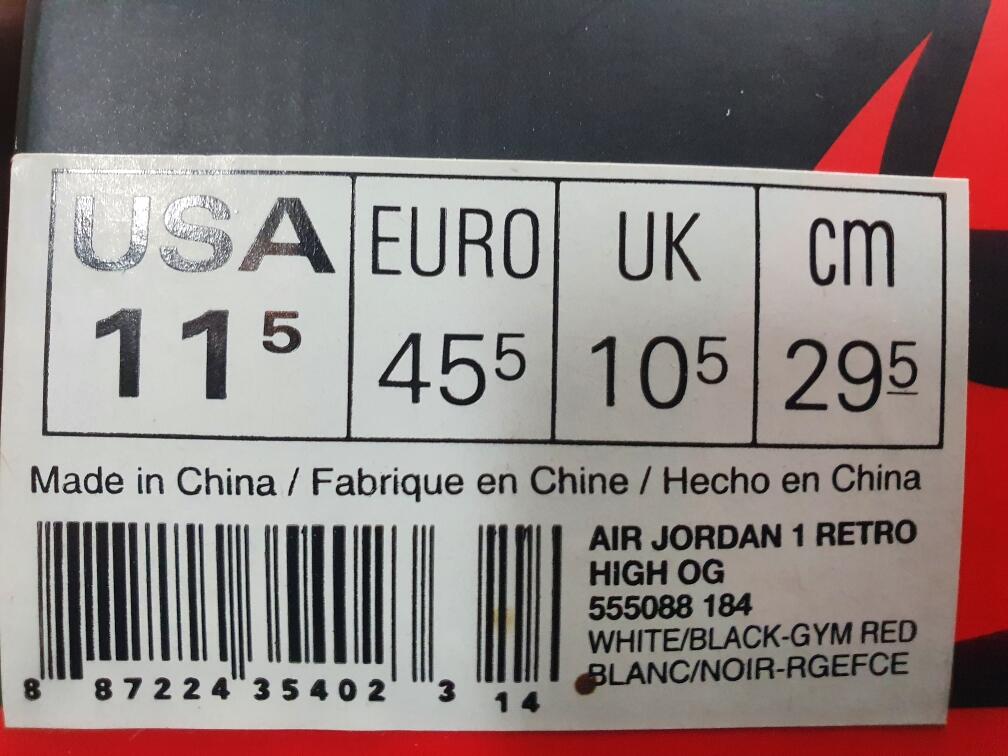 USA EURO UK cm
11 5 45 5 10 5 29 5
Made in China / Fabrique en Chine / Hecho en China
AIR JORDAN 1 RETRO
HIGH OG
555088 184
WHITE/BLACK-GYM RED
BLANC/NOIR-RGEFCE
8 87224 35402 3 14